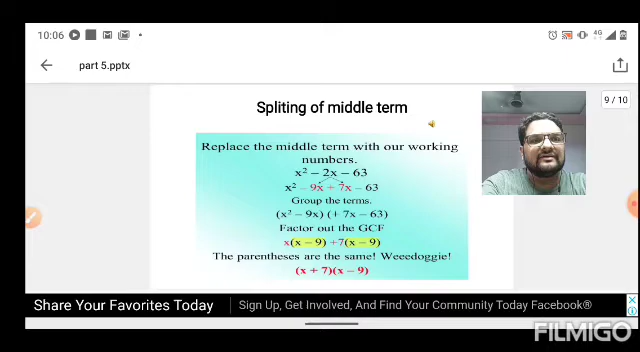 10:06
4G
part 5.pptx
9 / 10
Spliting of middle term
Replace the middle term with our working
numbers.
x² – 2x – 63
x² – 9x + 7x – 63
Group the terms.
(x² – 9x) (+ 7x – 63)
Factor out the GCF
x(x – 9) +7(x – 9)
The parentheses are the same! Weeedoggie!
(x + 7)(x – 9)
Share Your Favorites Today
Sign Up, Get Involved, And Find Your Community Today Facebook®
FILMIGO